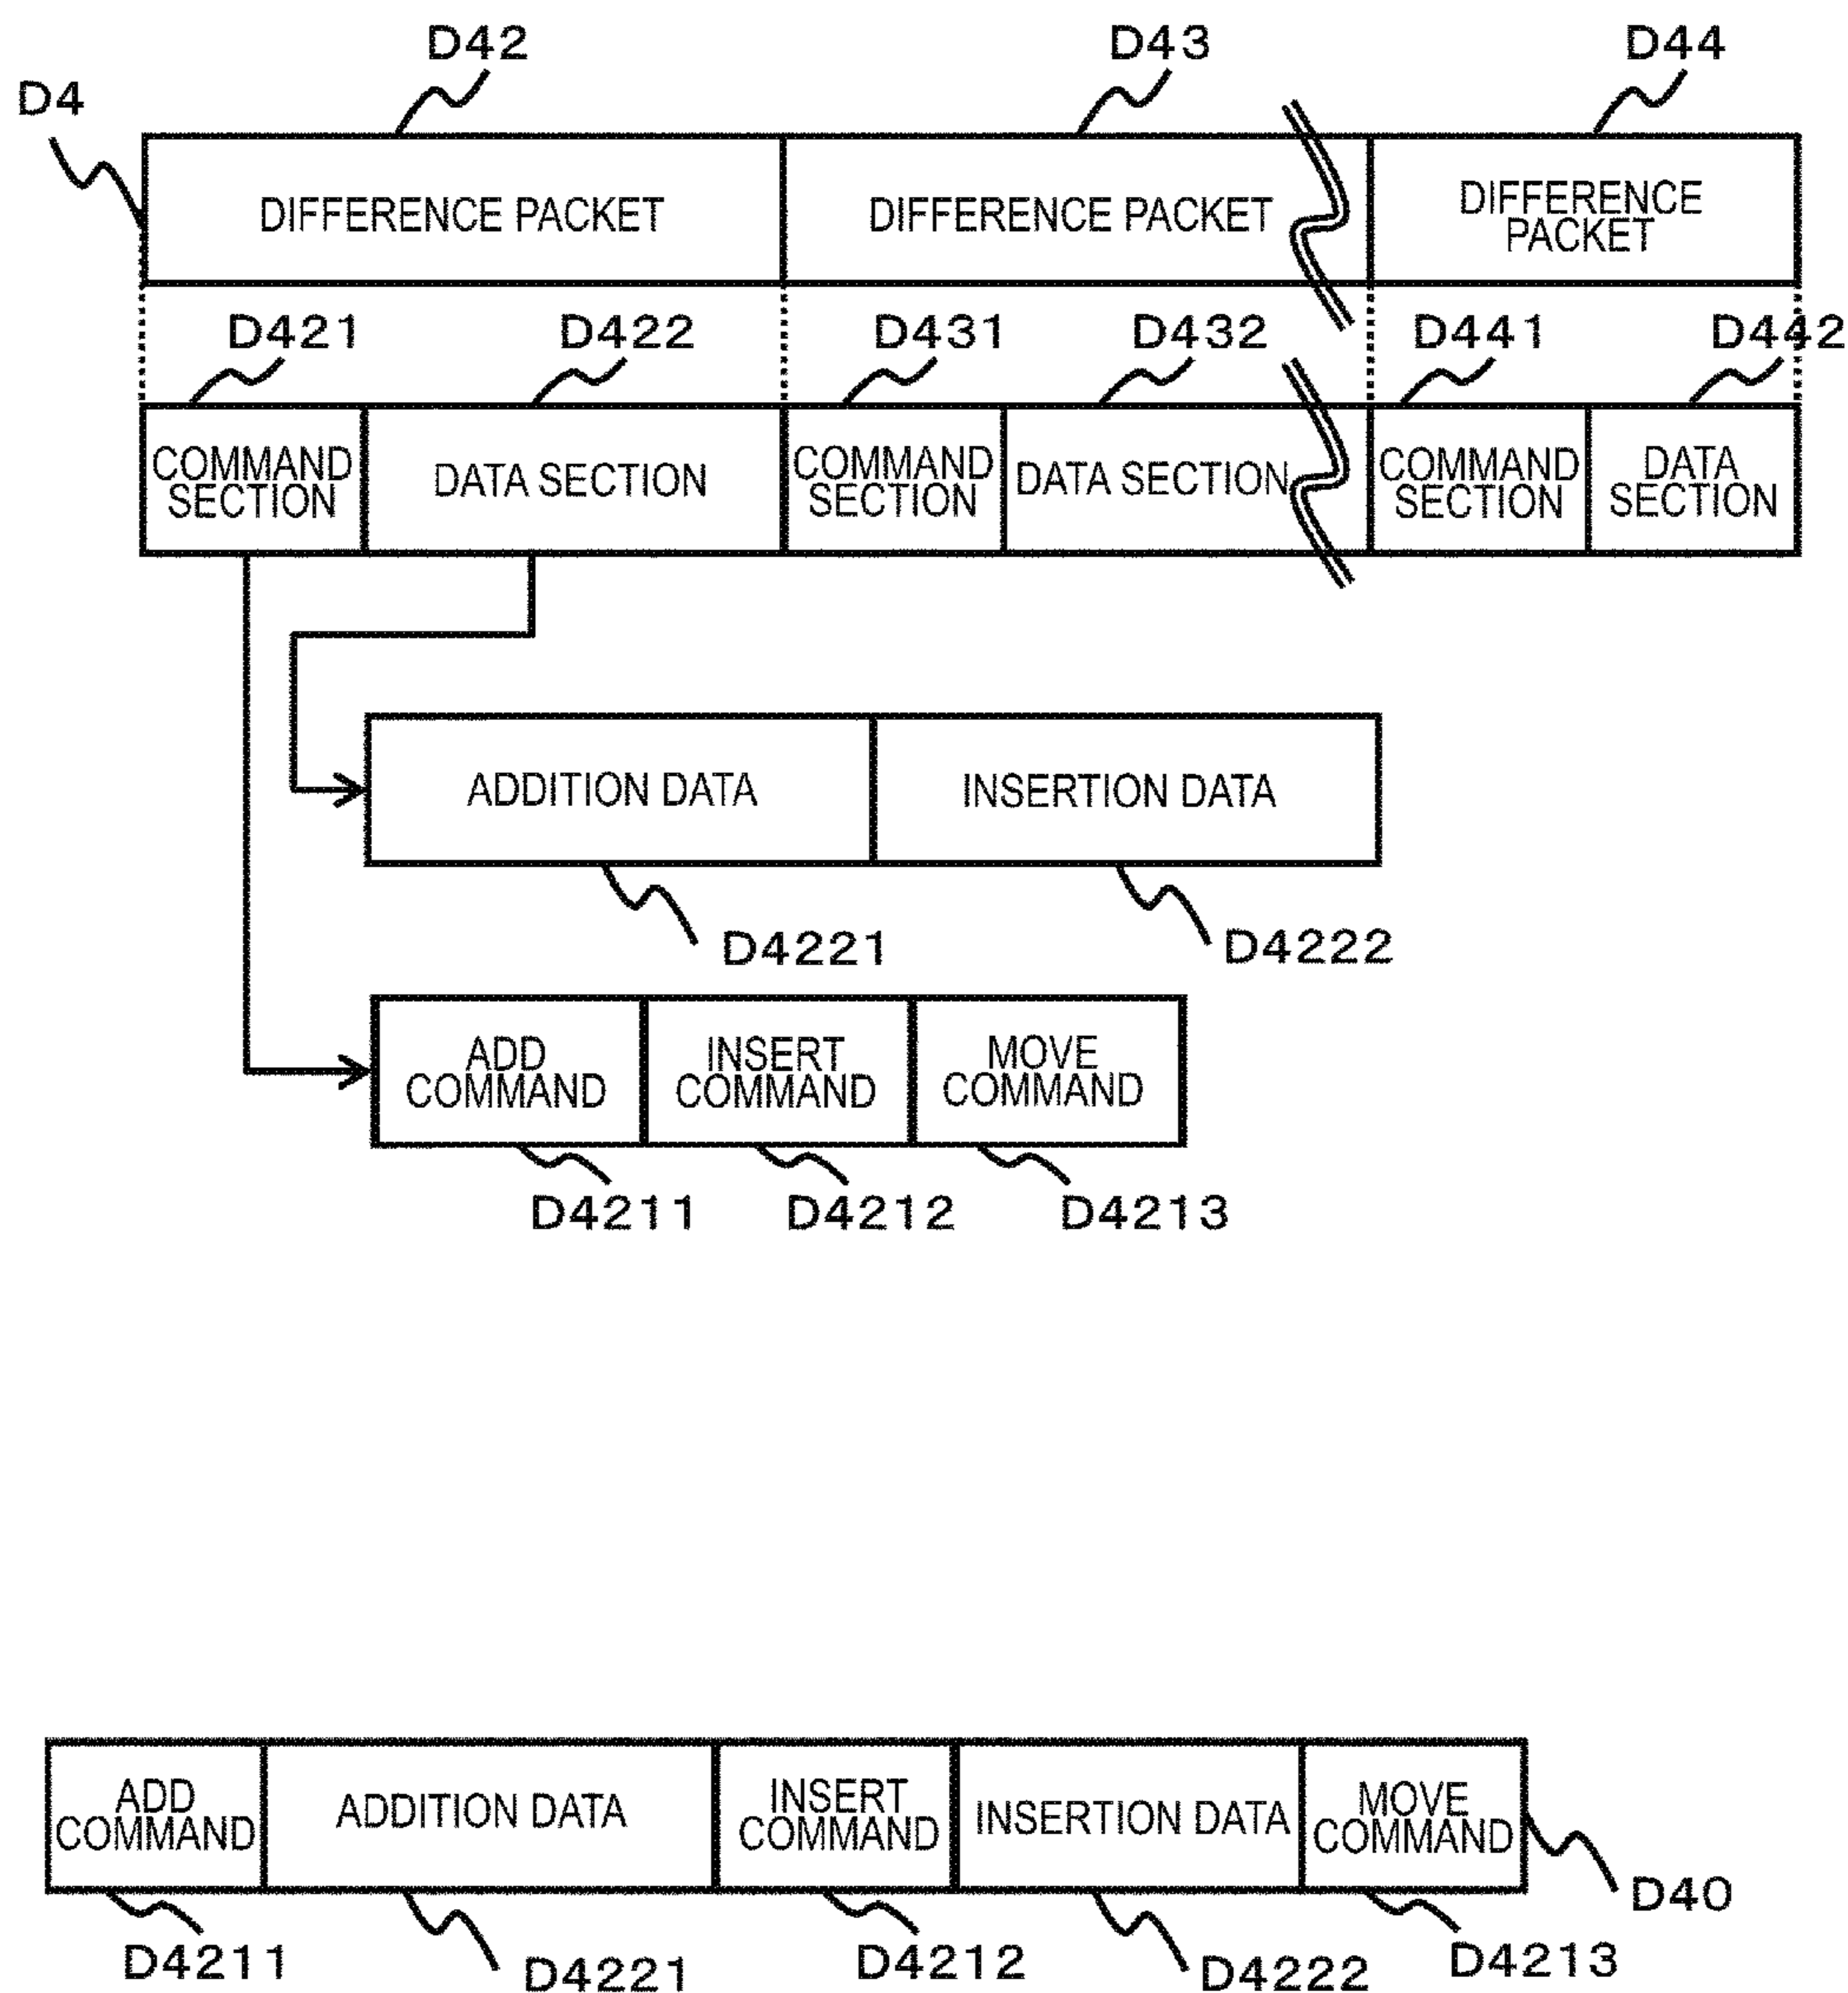 D42 D43 D44
D4
DIFFERENCE PACKET DIFFERENCE PACKET DIFFERENCE
PACKET
D421 D422 D431 D432 D441 D442
COMMAND
SECTION
DATA SECTION
COMMAND
SECTION
DATA SECTION
COMMAND
SECTION
DATA
SECTION
ADDITION DATA INSERTION DATA
D4221 D4222
ADD
COMMAND
INSERT
COMMAND
MOVE
COMMAND
D4211 D4212 D4213
ADD
COMMAND
ADDITION DATA
INSERT
COMMAND
INSERTION DATA
MOVE
COMMAND
D40
D4211 D4221 D4212 D4222 D4213